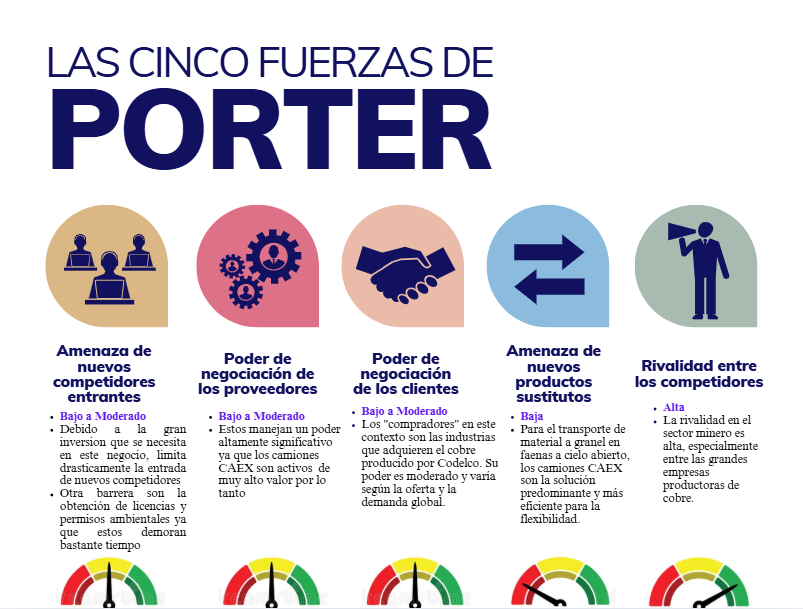 LAS CINCO FUERZAS DE
PORTER
Amenaza de
nuevos
competidores
entrantes
• Bajo a Moderado
• Debido a la gran
inversion que se necesita
en este negocio, limita
drasticamente la entrada
de nuevos competidores
• Otra barrera son la
obtención de licencias y
permisos ambientales ya
que estos demoran
bastante tiempo
Poder de
negociación de
los proveedores
• Bajo a Moderado
• Estos manejan un poder
altamente significativo
ya que los camiones
CAEX son activos de
muy alto valor por lo
tanto
Poder de
negociación
de los clientes
• Bajo a Moderado
• Los "compradores" en este
contexto son las industrias
que adquieren el cobre
producido por Codelco. Su
poder es moderado y varía
según la oferta y la
demanda global.
Amenaza de
nuevos
productos
sustitutos
• Baja
• Para el transporte de
material a granel en
faenas a cielo abierto,
los camiones CAEX
son la solución
predominante y más
eficiente para la
flexibilidad.
Rivalidad entre
los competidores
• Alta
• La rivalidad en el
sector minero es
alta, especialmente
entre las grandes
empresas
productoras de
cobre.